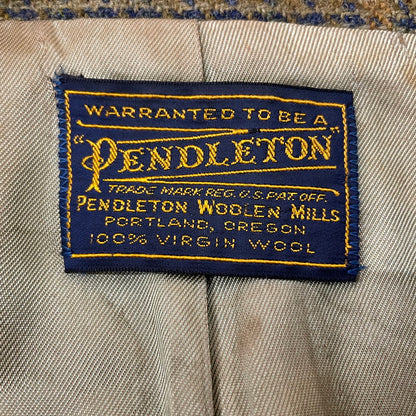 WARRANTED TO BE A
"PENDLETON"
TRADE MARK REG. U.S. PAT. OFF.
PENDLETON WOOLEN MILLS
PORTLAND, OREGON
100% VIRGIN WOOL